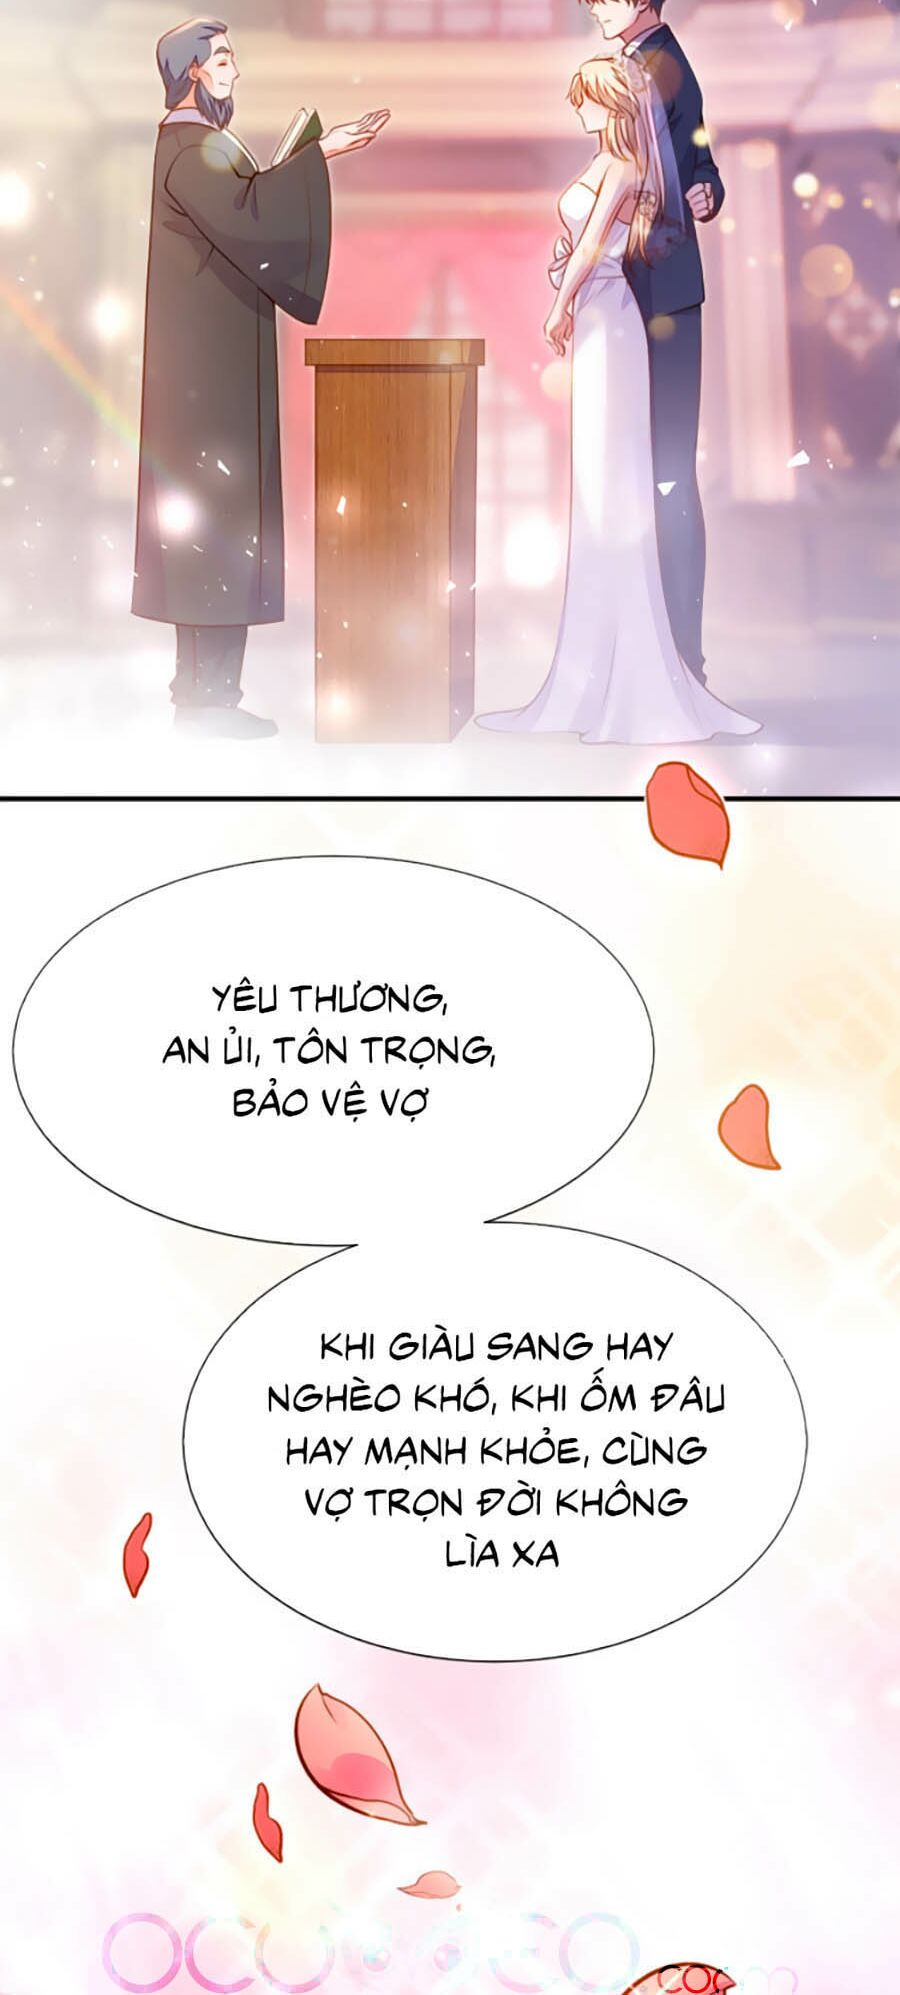 YÊU THƯƠNG,
AN ỦI, TÔN TRỌNG,
BẢO VỆ VỢ
KHI GIÀU SANG HAY
NGHÈO KHÓ, KHI ỐM ĐÂU
HAY MẠNH KHỎE, CÙNG
VỢ TRỌN ĐỜI KHÔNG
LÌA XA